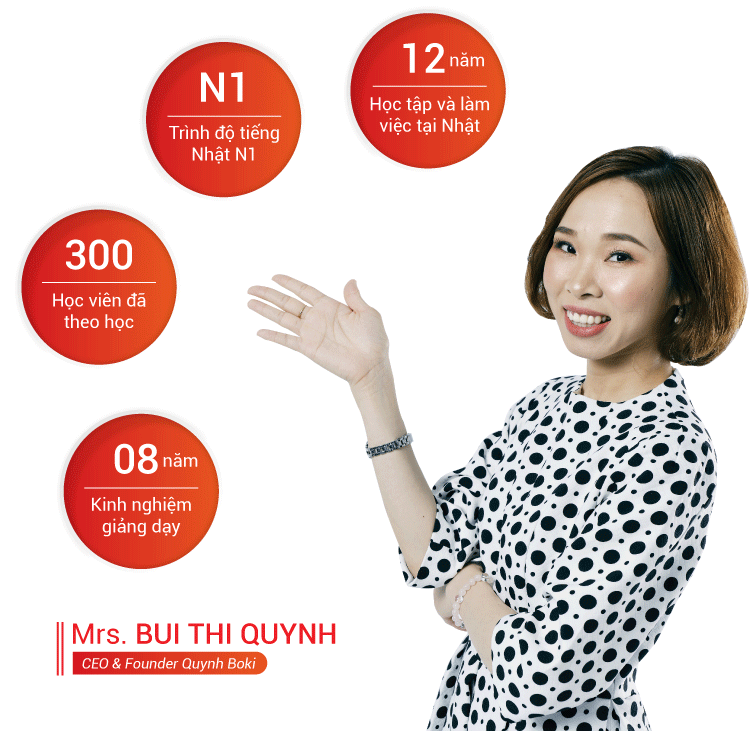 N1
Trình độ tiếng
Nhật N1
12 năm
Học tập và làm
việc tại Nhật
300
Học viên đã
theo học
08 năm
Kinh nghiệm
giảng dạy
Mrs. BUI THI QUYNH
CEO & Founder Quynh Boki